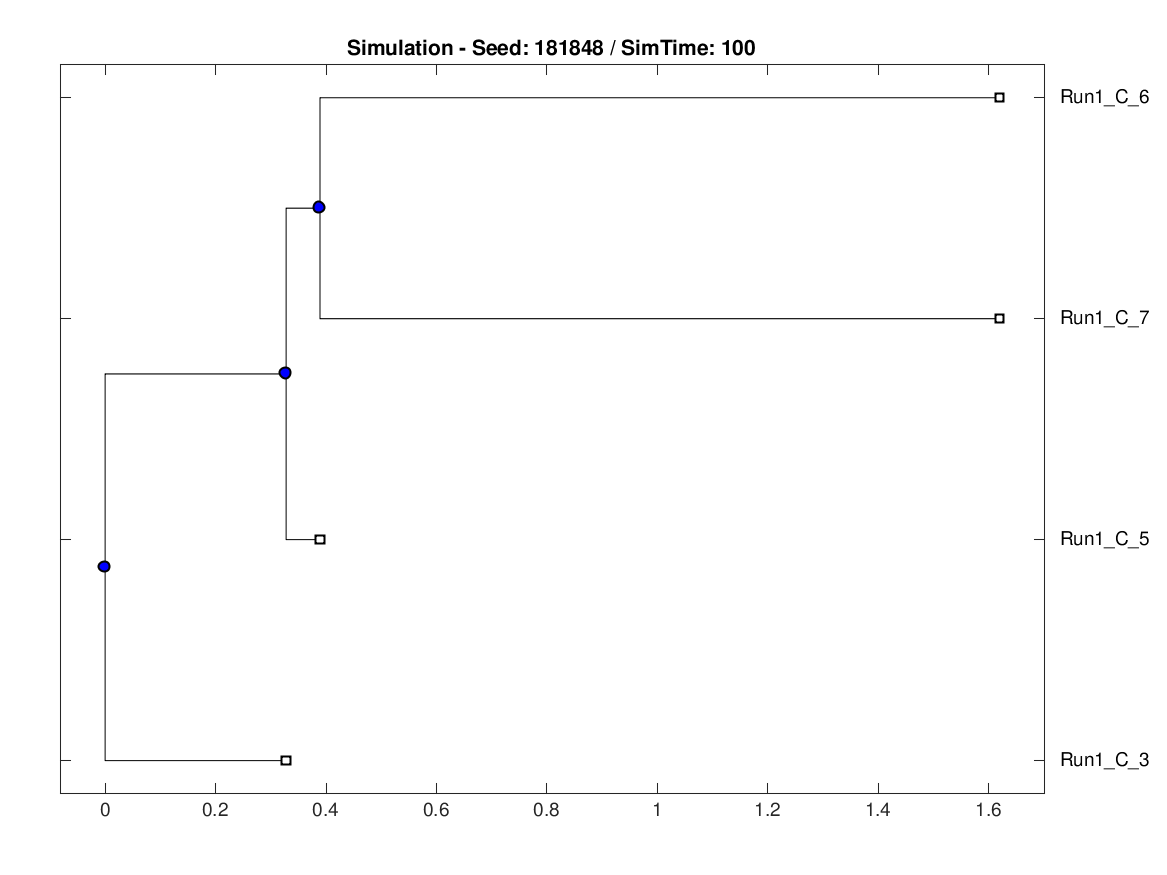 Simulation - Seed: 181848 / SimTime: 100
Run1_C_6
Run1_C_7
Run1_C_5
Run1_C_3
0 0.2 0.4 0.6 0.8 1 1.2 1.4 1.6